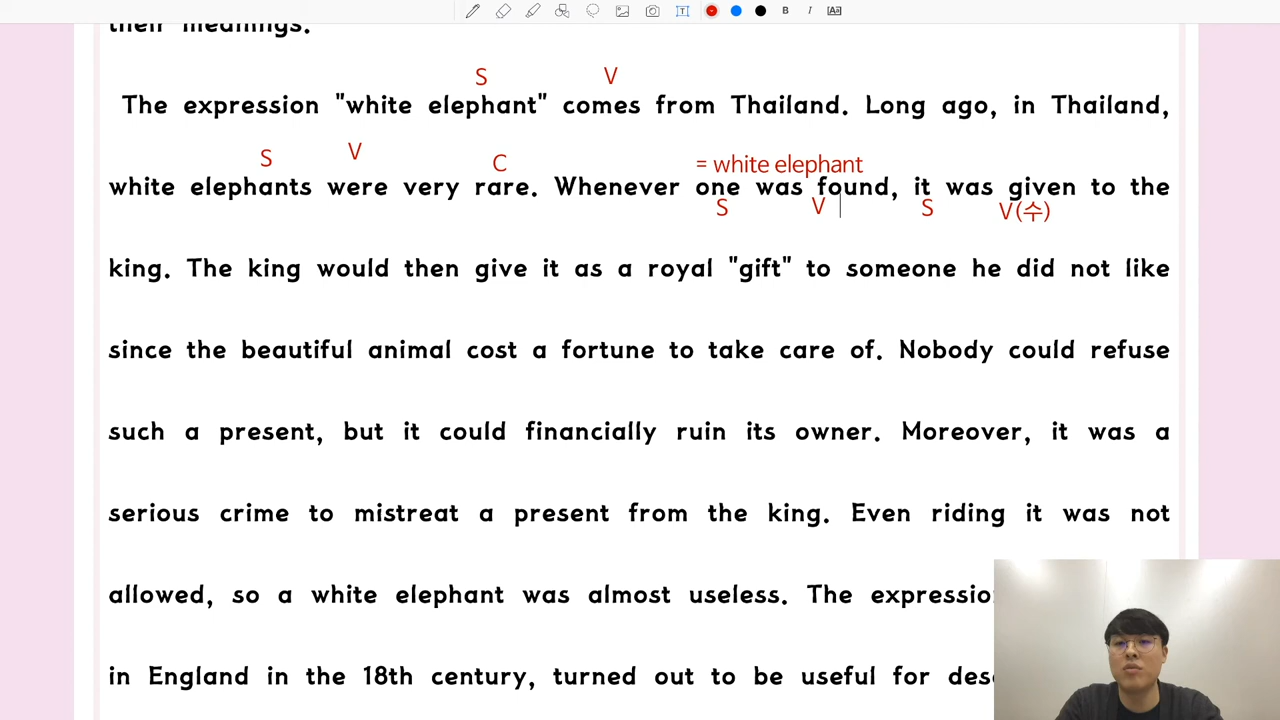 their meanings.
S V
The expression "white elephant" comes from Thailand. Long ago, in Thailand,
S V C = white elephant
white elephants were very rare. Whenever one was found, it was given to the
S V S V(수)
king. The king would then give it as a royal "gift" to someone he did not like
since the beautiful animal cost a fortune to take care of. Nobody could refuse
such a present, but it could financially ruin its owner. Moreover, it was a
serious crime to mistreat a present from the king. Even riding it was not
allowed, so a white elephant was almost useless. The
in England in the 18th century, turned out to be useful for